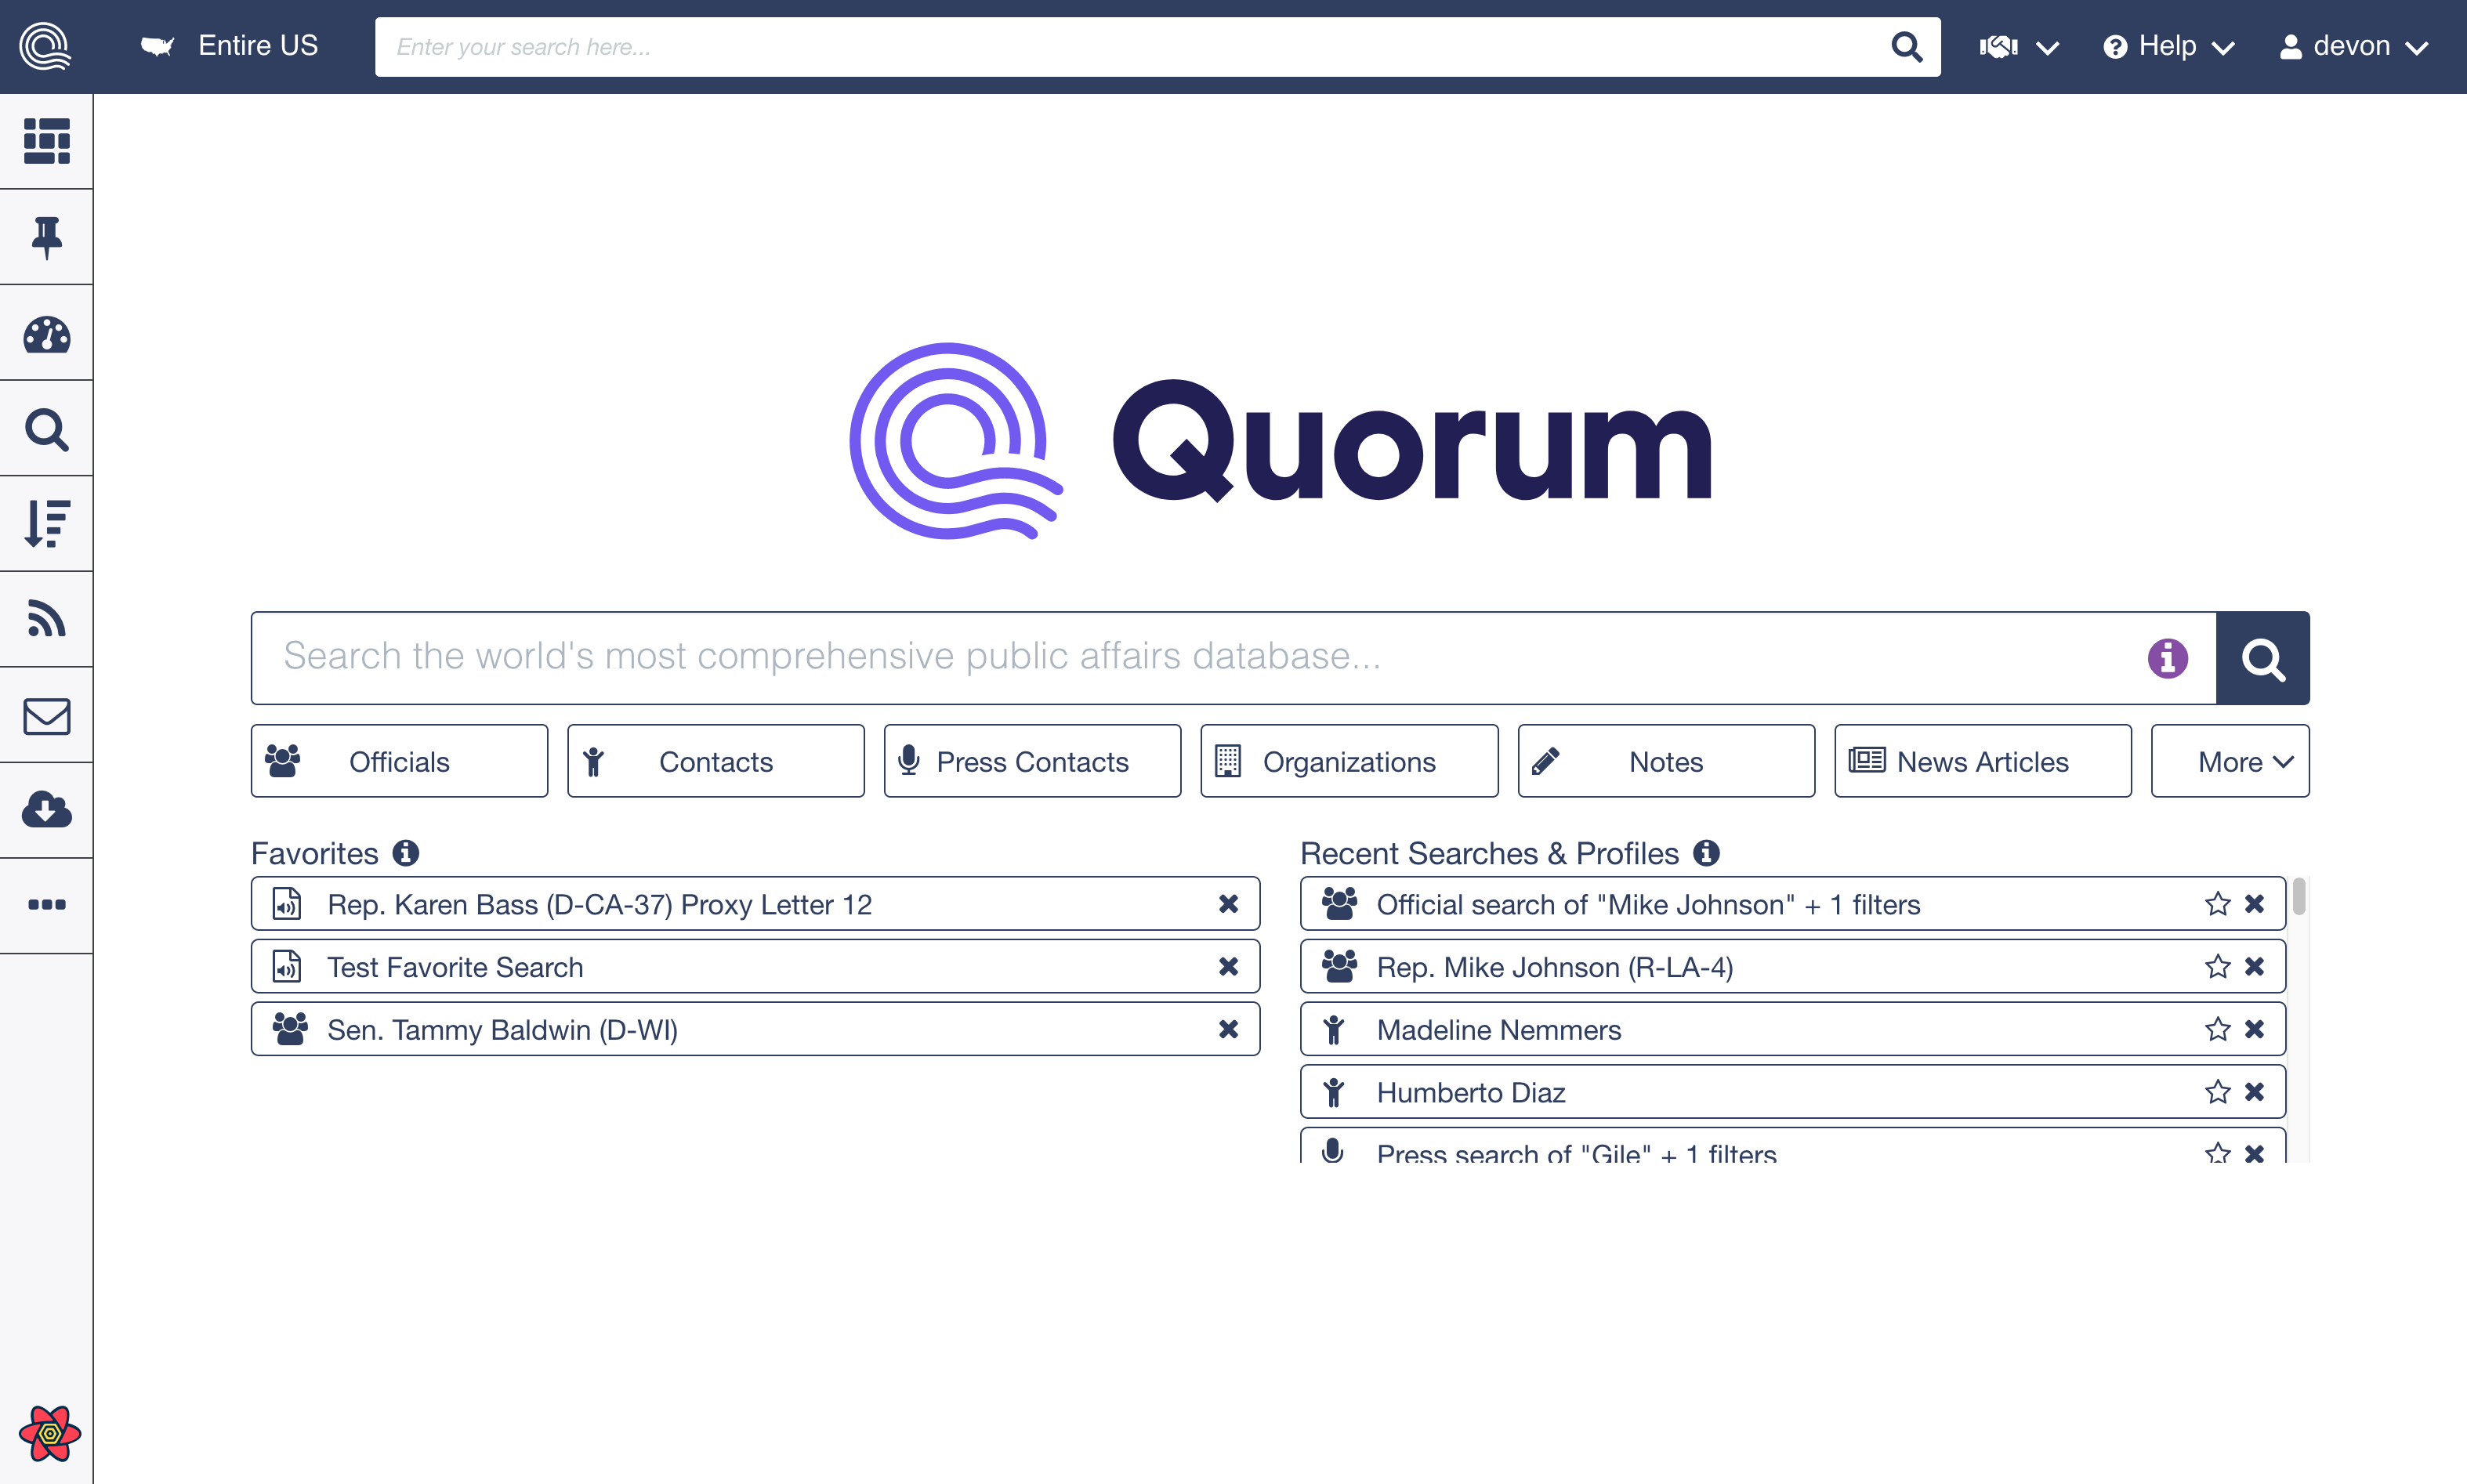 Entire US
Enter your search here...
Help
devon
Quorum
Search the world's most comprehensive public affairs database...
Officials
Contacts
Press Contacts
Organizations
Notes
News Articles
More
Favorites
Rep. Karen Bass (D-CA-37) Proxy Letter 12
Test Favorite Search
Sen. Tammy Baldwin (D-WI)
Recent Searches & Profiles
Official search of "Mike Johnson" + 1 filters
Rep. Mike Johnson (R-LA-4)
Madeline Nemmers
Humberto Diaz
Press search of "Gile" + 1 filters